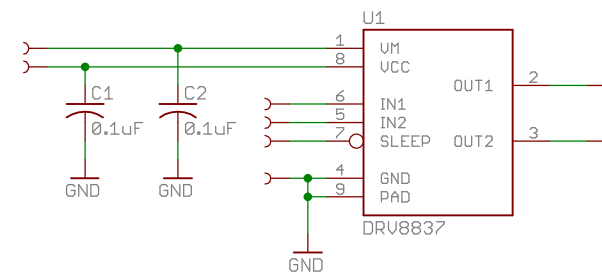 U1
1 VM
8 VCC
OUT1 2
C1 C2
6 IN1
0.1uF 0.1uF
5 IN2
7 SLEEP OUT2 3
4 GND
GND GND
9 PAD
DRV8837
GND